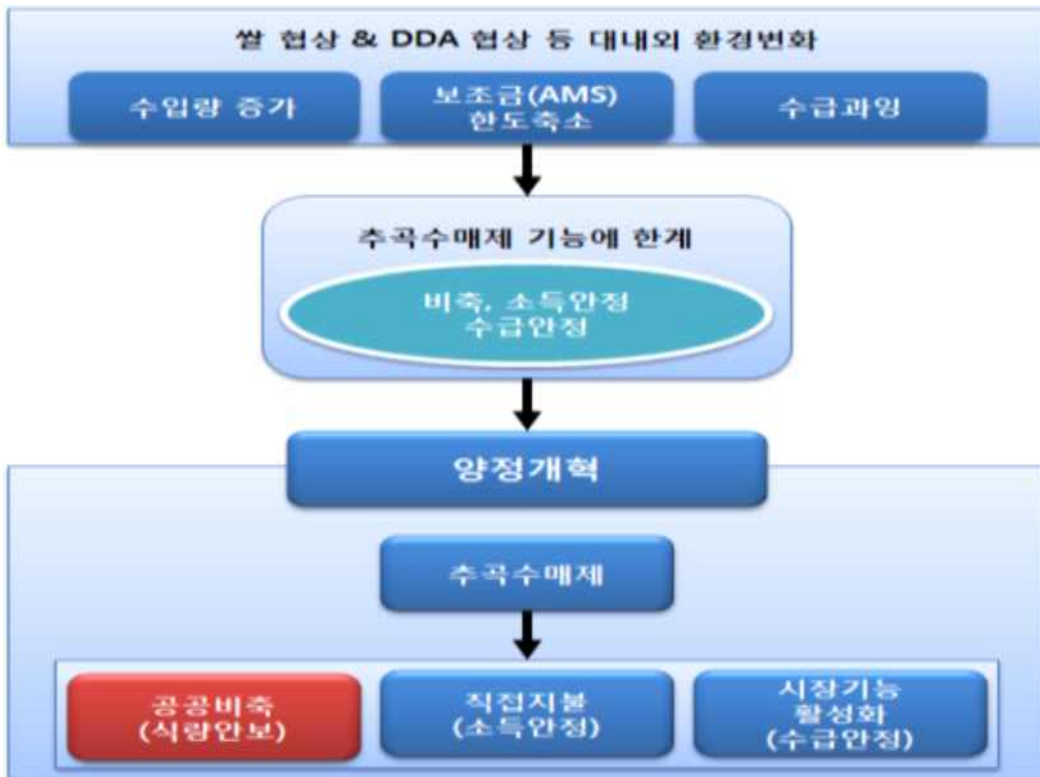 쌀 협상 & DDA 협상 등 대내외 환경변화
수입량 증가
보조금(AMS)
한도축소
수급과잉
추곡수매제 기능에 한계
비축, 소득안정
수급안정
양정개혁
추곡수매제
공공비축
(식량안보)
직접지불
(소득안정)
시장기능
활성화
(수급안정)